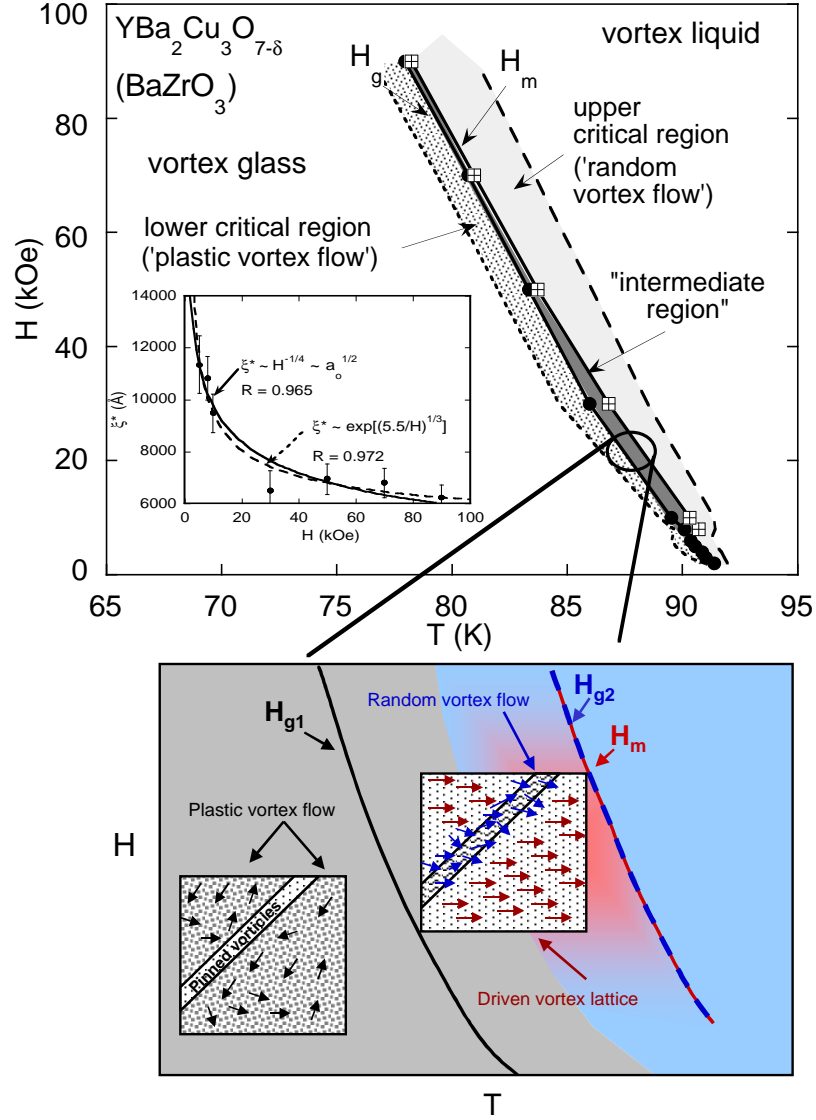 YBa2Cu3O7-δ
(BaZrO3)
vortex liquid
Hg
Hm
upper
critical region
('random
vortex flow')
vortex glass
lower critical region
('plastic vortex flow')
"intermediate
region"
H (kOe)
100
80
60
40
20
0
65
70
75
80
85
90
95
T (K)
14000
12000
10000
8000
6000
ξ* (Å)
ξ* ~ H^-1/4 ~ ao^1/2
R = 0.965
ξ* ~ exp[(5.5/H)^1/3]
R = 0.972
0
20
40
60
80
100
H (kOe)
Random vortex flow
Hg2
Hg1
Hm
Plastic vortex flow
Pinned vorticles
Driven vortex lattice
H
T